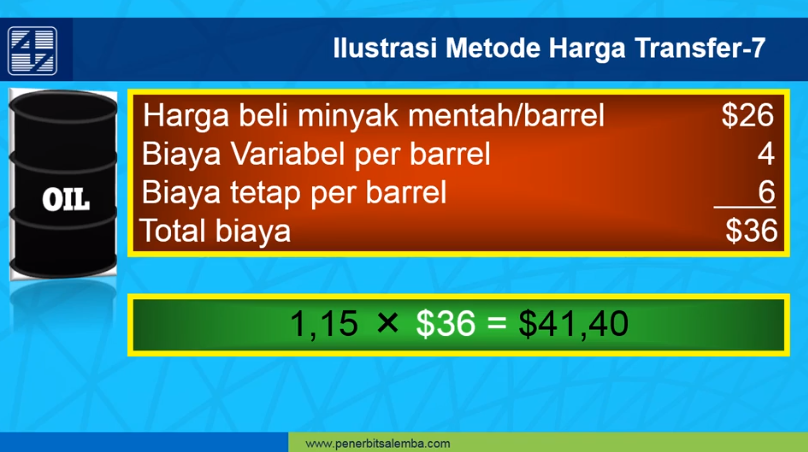 Ilustrasi Metode Harga Transfer-7
Harga beli minyak mentah/barrel $26
Biaya Variabel per barrel 4
Biaya tetap per barrel 6
Total biaya $36
OIL
1,15 × $36 = $41,40
www.penerbitsalemba.com